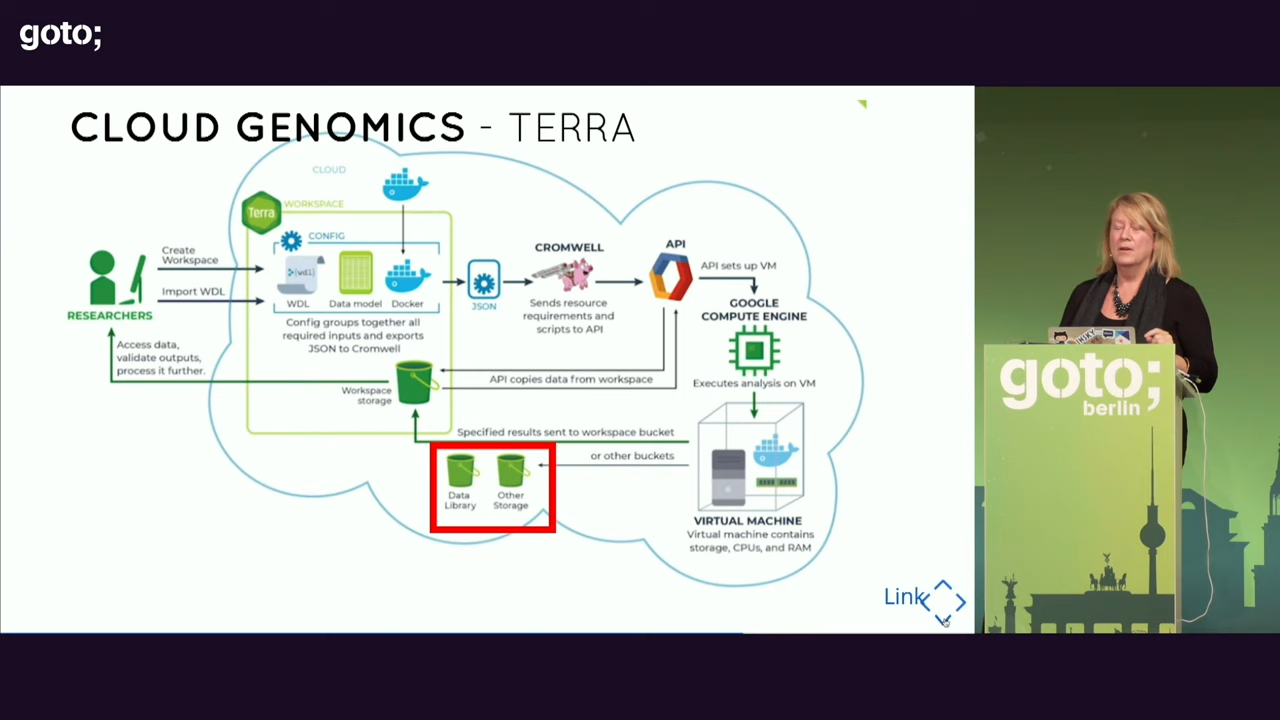 goto;
CLOUD GENOMICS - TERRA
CLOUD
Terra
WORKSPACE
CONFIG
wdl
WDL
Data model
Docker
Config groups together all
required inputs and exports
JSON to Cromwell
Create
Workspace
Import WDL
RESEARCHERS
Access data,
validate outputs,
process it further.
JSON
CROMWELL
Sends resource
requirements and
scripts to API
API
API sets up VM
GOOGLE
COMPUTE ENGINE
Executes analysis on VM
API copies data from workspace
Workspace
storage
Specified results sent to workspace bucket
or other buckets
Data
Library
Other
Storage
VIRTUAL MACHINE
Virtual machine contains
storage, CPUs, and RAM
Link
goto;
berlin